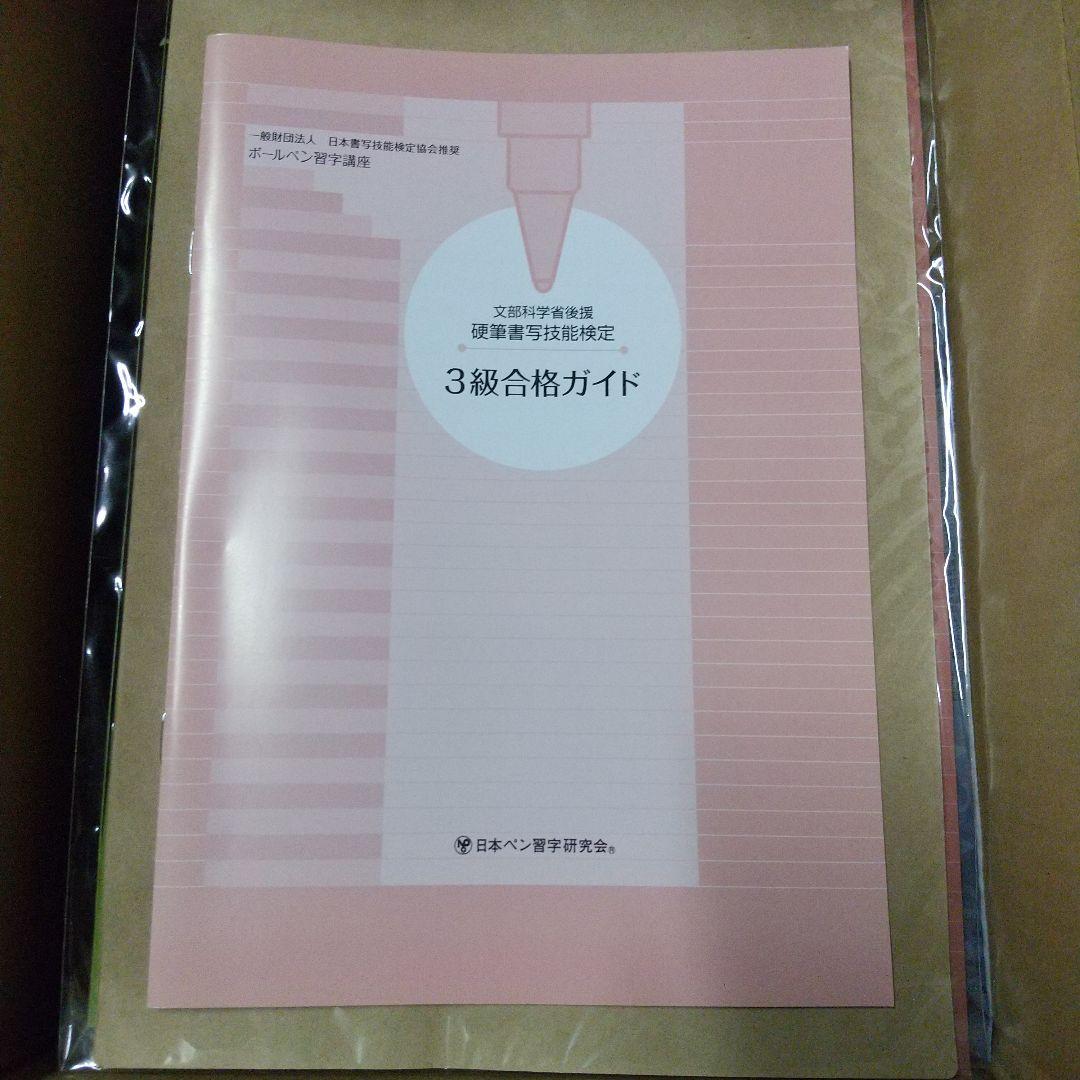 一般財団法人　日本書写技能検定協会推奨
ボールペン習字講座
文部科学省後援
硬筆書写技能検定
３級合格ガイド
日本ペン習字研究会®